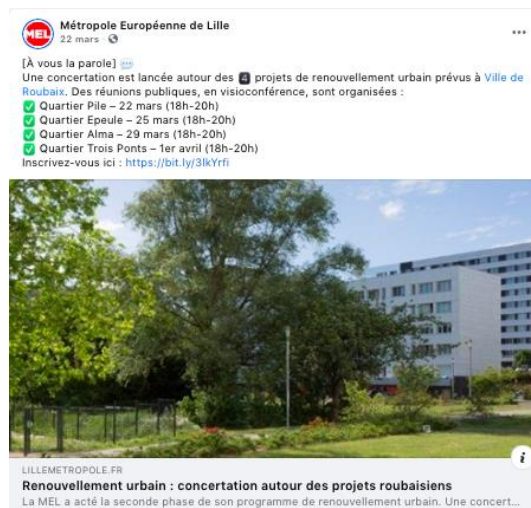 MEL
Métropole Européenne de Lille
22 mars ·
[À vous la parole] 💬
Une concertation est lancée autour des 4 projets de renouvellement urbain prévus à Ville de
Roubaix. Des réunions publiques, en visioconférence, sont organisées :
✅ Quartier Pile – 22 mars (18h-20h)
✅ Quartier Epeule – 25 mars (18h-20h)
✅ Quartier Alma – 29 mars (18h-20h)
✅ Quartier Trois Ponts – 1er avril (18h-20h)
Inscrivez-vous ici : https://bit.ly/3lkYrfi
LILLEMETROPOLE.FR
Renouvellement urbain : concertation autour des projets roubaisiens
La MEL a acté la seconde phase de son programme de renouvellement urbain. Une concert...